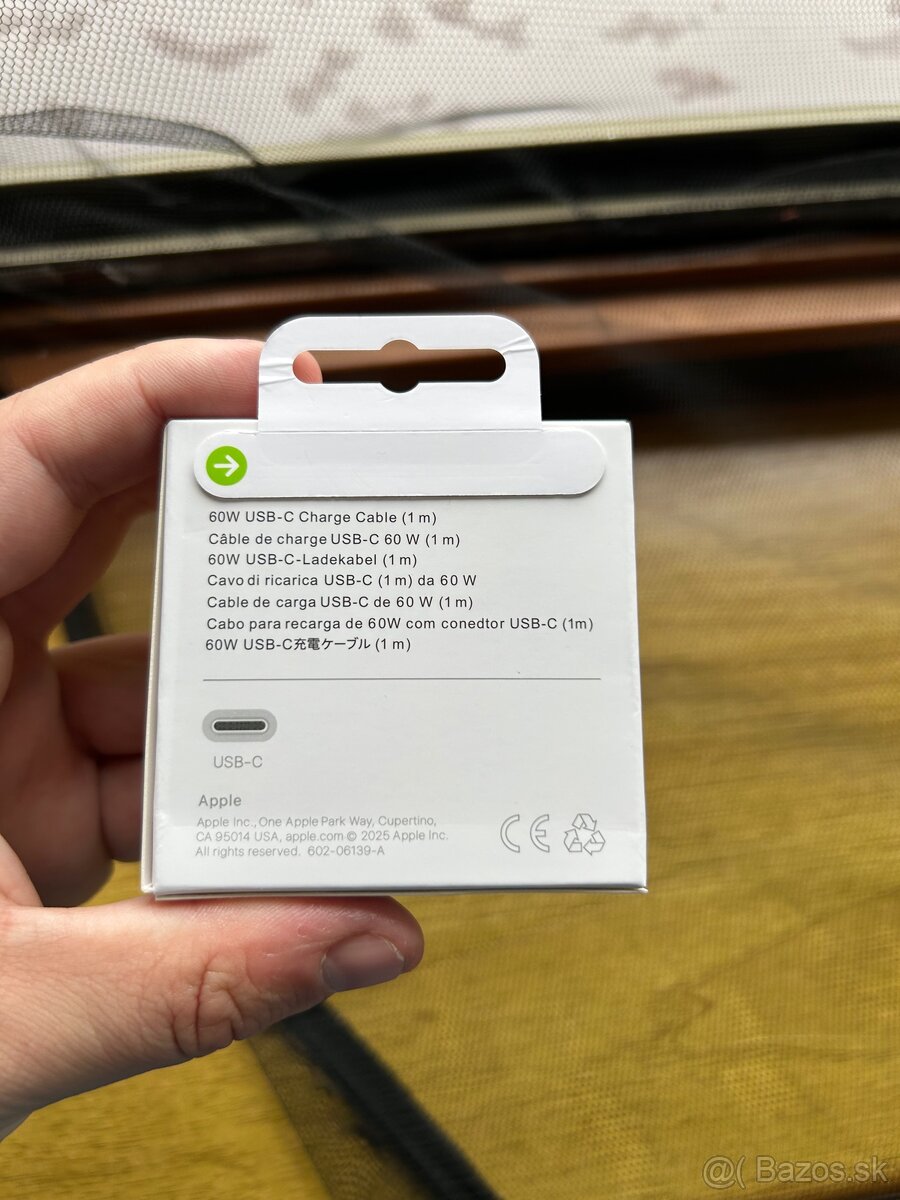 60W USB-C Charge Cable (1 m)
Câble de charge USB-C 60 W (1 m)
60W USB-C-Ladekabel (1 m)
Cavo di ricarica USB-C (1 m) da 60 W
Cable de carga USB-C de 60 W (1 m)
Cabo para recarga de 60W com conedtor USB-C (1m)
60W USB-C充電ケーブル (1 m)
USB-C
Apple
Apple Inc., One Apple Park Way, Cupertino,
CA 95014 USA, apple.com © 2025 Apple Inc.
All rights reserved. 602-06139-A
CE
@( Bazos.sk